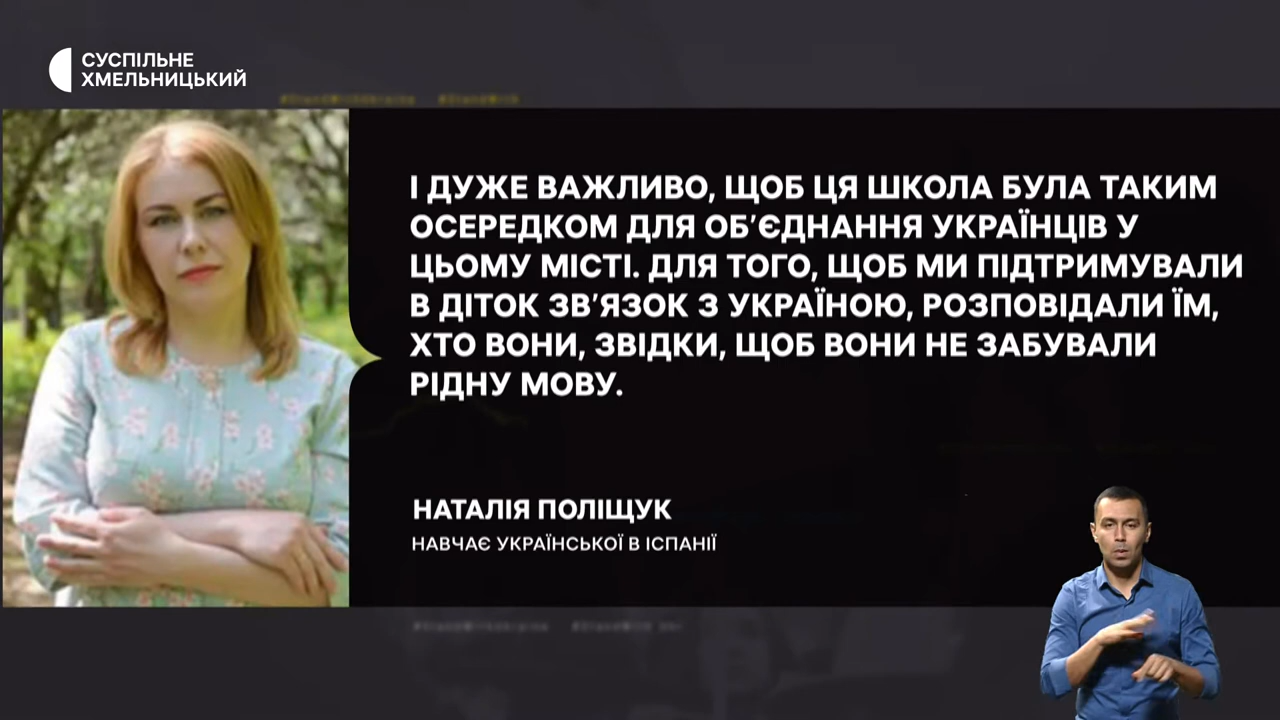 СУСПІЛЬНЕ
ХМЕЛЬНИЦЬКИЙ
І ДУЖЕ ВАЖЛИВО, ЩОБ ЦЯ ШКОЛА БУЛА ТАКИМ
ОСЕРЕДКОМ ДЛЯ ОБ’ЄДНАННЯ УКРАЇНЦІВ У
ЦЬОМУ МІСТІ. ДЛЯ ТОГО, ЩОБ МИ ПІДТРИМУВАЛИ
В ДІТОК ЗВ’ЯЗОК З УКРАЇНОЮ, РОЗПОВІДАЛИ ЇМ,
ХТО ВОНИ, ЗВІДКИ, ЩОБ ВОНИ НЕ ЗАБУВАЛИ
РІДНУ МОВУ.
НАТАЛІЯ ПОЛІЩУК
НАВЧАЄ УКРАЇНСЬКОЇ В ІСПАНІЇ